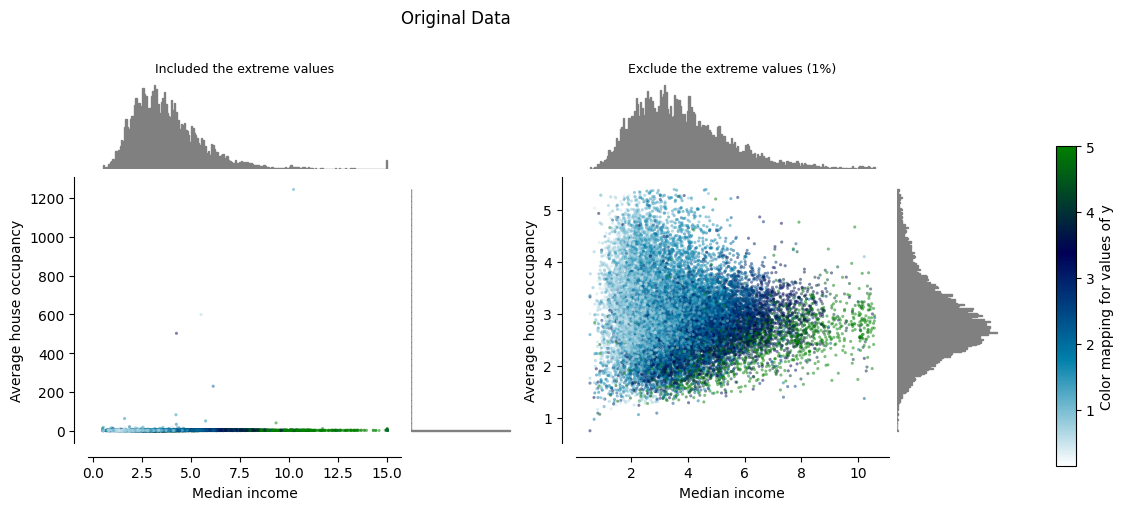 Original Data
Included the extreme values
Exclude the extreme values (1%)
1200
1000
800
600
400
200
0
Average house occupancy
0.0 2.5 5.0 7.5 10.0 12.5 15.0
Median income
5
4
3
2
1
Average house occupancy
2 4 6 8 10
Median income
5
4
3
2
1
Color mapping for values of y